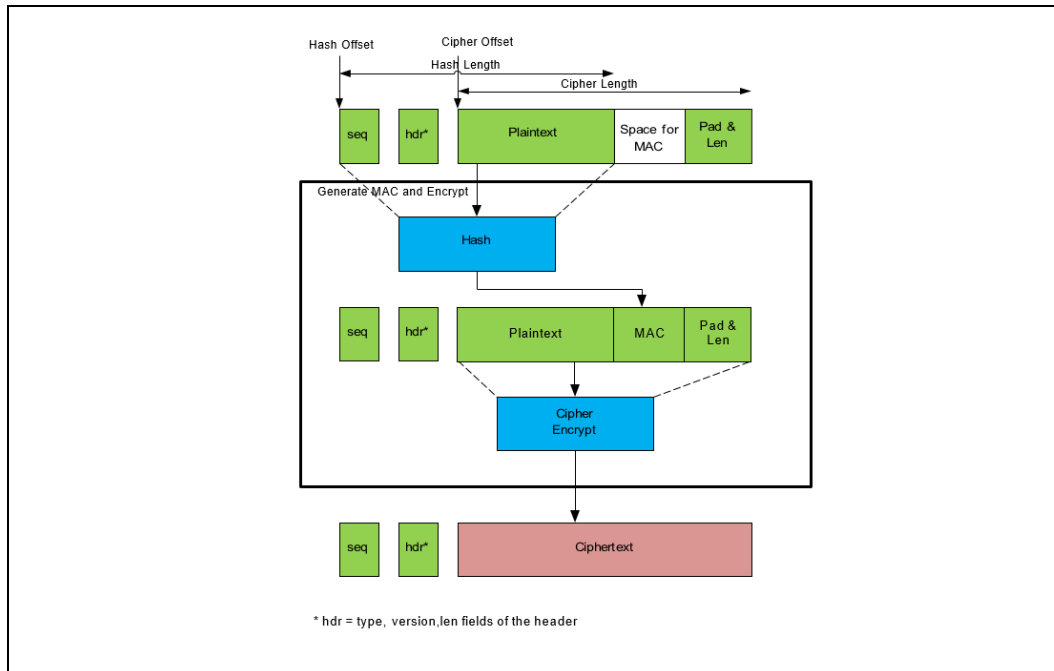 Hash Offset
Cipher Offset
Hash Length
Cipher Length
seq
hdr*
Plaintext
Space for
MAC
Pad &
Len
Generate MAC and Encrypt
Hash
seq
hdr*
Plaintext
MAC
Pad &
Len
Cipher
Encrypt
seq
hdr*
Ciphertext
* hdr = type, version,len fields of the header